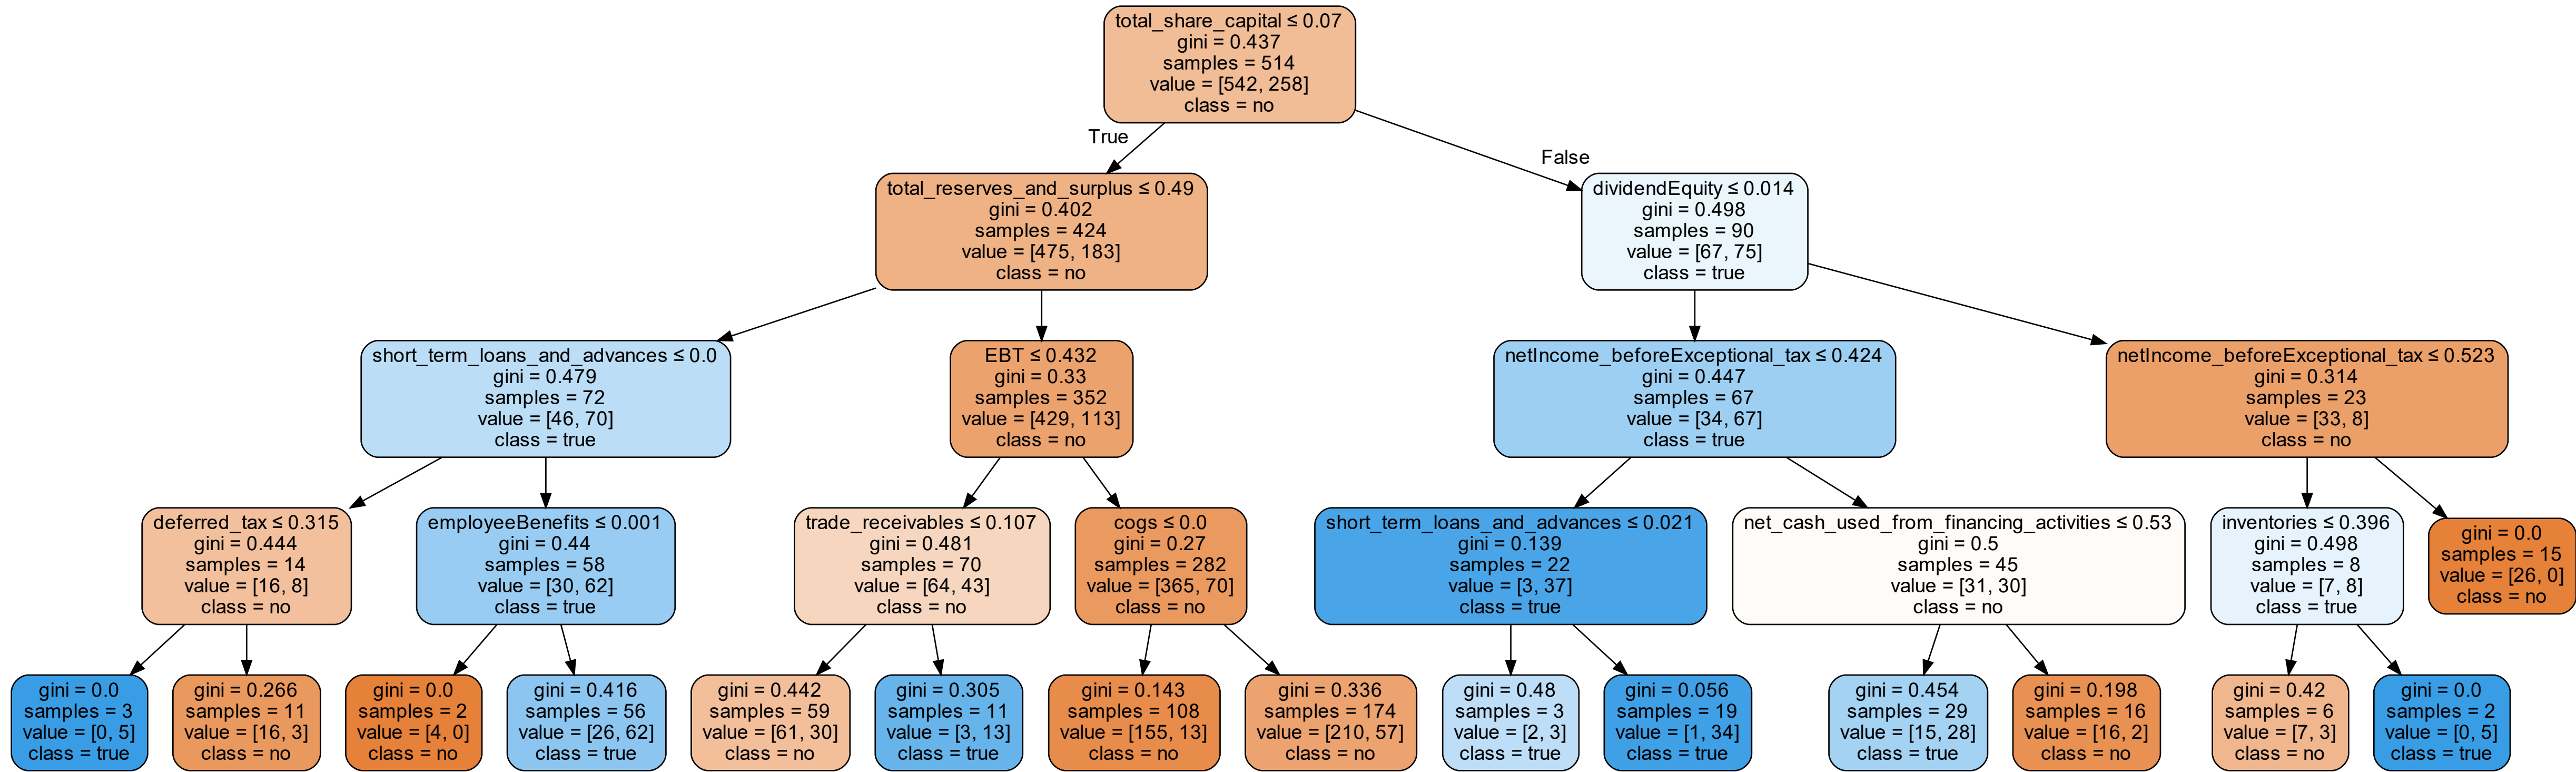 total_share_capital ≤ 0.07
gini = 0.437
samples = 514
value = [542, 258]
class = no
True
False
total_reserves_and_surplus ≤ 0.49
gini = 0.402
samples = 424
value = [475, 183]
class = no
dividendEquity ≤ 0.014
gini = 0.498
samples = 90
value = [67, 75]
class = true
short_term_loans_and_advances ≤ 0.0
gini = 0.479
samples = 72
value = [46, 70]
class = true
EBT ≤ 0.432
gini = 0.33
samples = 352
value = [429, 113]
class = no
netIncome_beforeExceptional_tax ≤ 0.424
gini = 0.447
samples = 67
value = [34, 67]
class = true
netIncome_beforeExceptional_tax ≤ 0.523
gini = 0.314
samples = 23
value = [33, 8]
class = no
deferred_tax ≤ 0.315
gini = 0.444
samples = 14
value = [16, 8]
class = no
employeeBenefits ≤ 0.001
gini = 0.44
samples = 58
value = [30, 62]
class = true
trade_receivables ≤ 0.107
gini = 0.481
samples = 70
value = [64, 43]
class = no
cogs ≤ 0.0
gini = 0.27
samples = 282
value = [365, 70]
class = no
short_term_loans_and_advances ≤ 0.021
gini = 0.139
samples = 22
value = [3, 37]
class = true
net_cash_used_from_financing_activities ≤ 0.53
gini = 0.5
samples = 45
value = [31, 30]
class = no
inventories ≤ 0.396
gini = 0.498
samples = 8
value = [7, 8]
class = true
gini = 0.0
samples = 15
value = [26, 0]
class = no
gini = 0.0
samples = 3
value = [0, 5]
class = true
gini = 0.266
samples = 11
value = [16, 3]
class = no
gini = 0.0
samples = 2
value = [4, 0]
class = no
gini = 0.416
samples = 56
value = [26, 62]
class = true
gini = 0.442
samples = 59
value = [61, 30]
class = no
gini = 0.305
samples = 11
value = [3, 13]
class = true
gini = 0.143
samples = 108
value = [155, 13]
class = no
gini = 0.336
samples = 174
value = [210, 57]
class = no
gini = 0.48
samples = 3
value = [2, 3]
class = true
gini = 0.056
samples = 19
value = [1, 34]
class = true
gini = 0.454
samples = 29
value = [15, 28]
class = true
gini = 0.198
samples = 16
value = [16, 2]
class = no
gini = 0.42
samples = 6
value = [7, 3]
class = no
gini = 0.0
samples = 2
value = [0, 5]
class = true